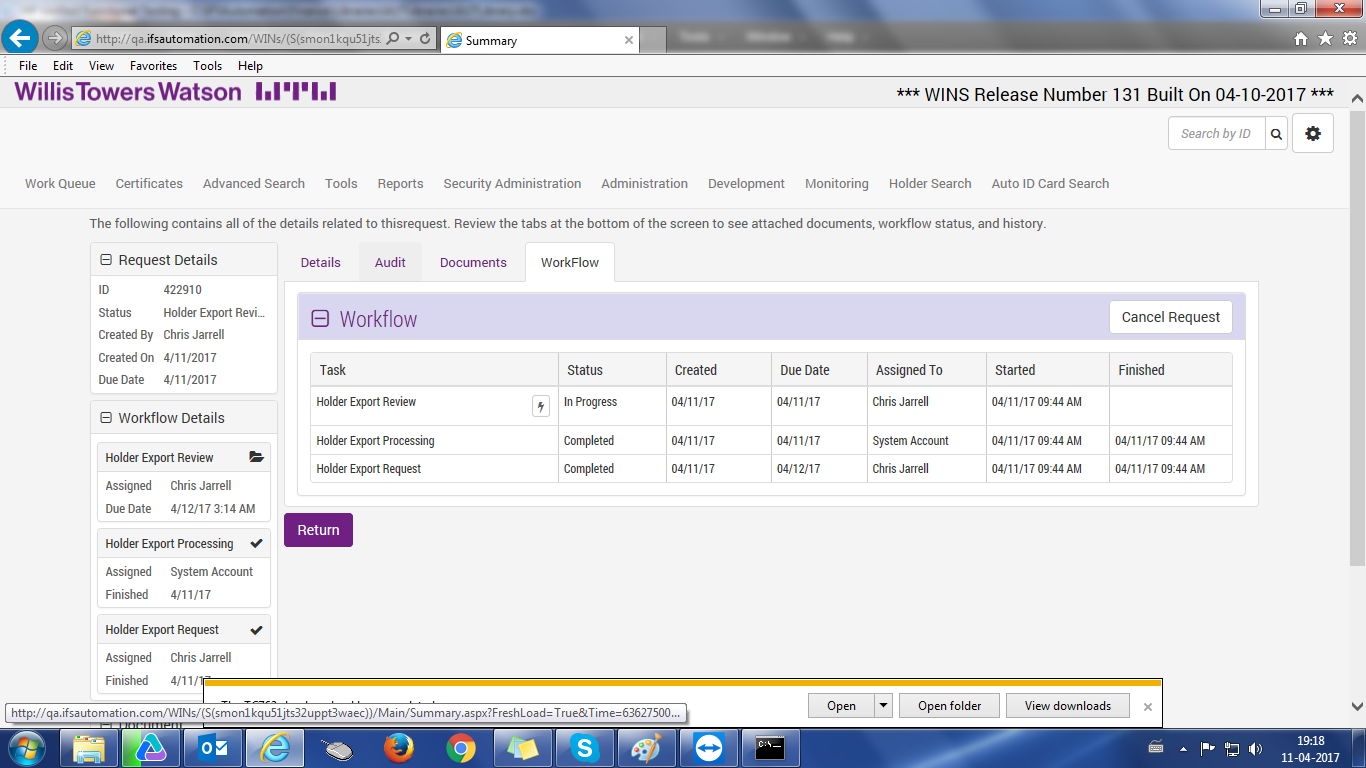 http://qa.ifsautomation.com/WINs/(S(smon1kqu51jts
Summary
File Edit View Favorites Tools Help
Willis Towers Watson
*** WINS Release Number 131 Built On 04-10-2017 ***
Search by ID
Work Queue Certificates Advanced Search Tools Reports Security Administration Administration Development Monitoring Holder Search Auto ID Card Search
The following contains all of the details related to thisrequest. Review the tabs at the bottom of the screen to see attached documents, workflow status, and history.
Request Details
ID 422910
Status Holder Export Revi...
Created By Chris Jarrell
Created On 4/11/2017
Due Date 4/11/2017
Workflow Details
Holder Export Review
Assigned Chris Jarrell
Due Date 4/12/17 3:14 AM
Holder Export Processing
Assigned System Account
Finished 4/11/17
Holder Export Request
Assigned Chris Jarrell
Finished 4/11/17
Document
Details Audit Documents WorkFlow
Workflow
Cancel Request
Task Status Created Due Date Assigned To Started Finished
Holder Export Review In Progress 04/11/17 04/11/17 Chris Jarrell 04/11/17 09:44 AM
Holder Export Processing Completed 04/11/17 04/11/17 System Account 04/11/17 09:44 AM 04/11/17 09:44 AM
Holder Export Request Completed 04/11/17 04/12/17 Chris Jarrell 04/11/17 09:44 AM 04/11/17 09:44 AM
Return
Open Open folder View downloads
http://qa.ifsautomation.com/WINs/(S(smon1kqu51jts32uppt3waec))/Main/Summary.aspx?FreshLoad=True&Time=63627500...
19:18
11-04-2017